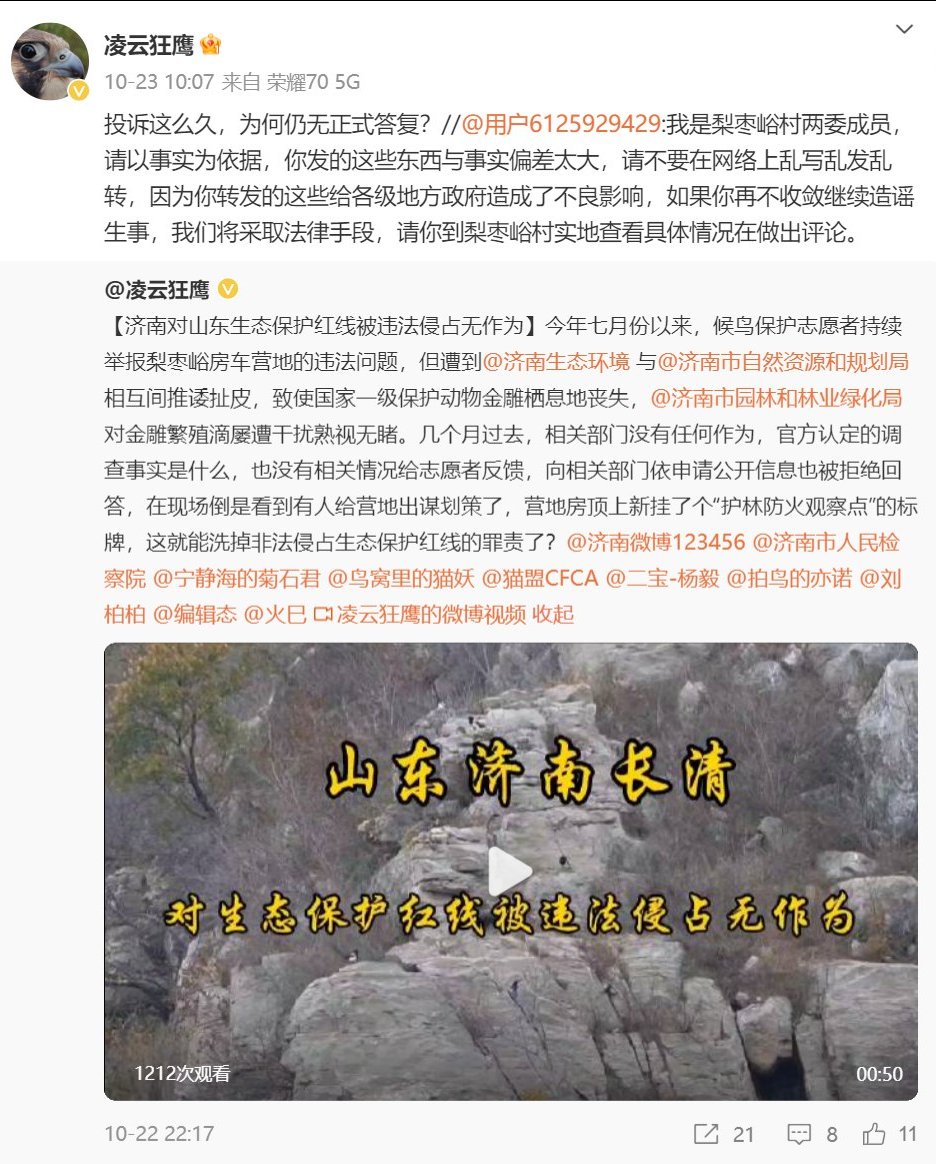 凌云狂鹰
10-23 10:07 来自 荣耀70 5G
投诉这么久，为何仍无正式答复？//@用户6125929429:我是梨枣峪村两委成员，
请以事实为依据，你发的这些东西与事实偏差太大，请不要在网络上乱写乱发乱
转，因为你转发的这些给各级地方政府造成了不良影响，如果你再不收敛继续造谣
生事，我们将采取法律手段，请你到梨枣峪村实地查看具体情况在做出评论。
@凌云狂鹰
【济南对山东生态保护红线被违法侵占无作为】今年七月份以来，候鸟保护志愿者持续
举报梨枣峪房车营地的违法问题，但遭到@济南生态环境 与@济南市自然资源和规划局
相互间推诿扯皮，致使国家一级保护动物金雕栖息地丧失，@济南市园林和林业绿化局
对金雕繁殖滴屡遭干扰熟视无睹。几个月过去，相关部门没有任何作为，官方认定的调
查事实是什么，也没有相关情况给志愿者反馈，向相关部门依申请公开信息也被拒绝回
答，在现场倒是看到有人给营地出谋划策了，营地房顶上新挂了个“护林防火观察点”的标
牌，这就能洗掉非法侵占生态保护红线的罪责了？@济南微博123456 @济南市人民检
察院 @宁静海的菊石君 @鸟窝里的猫妖 @猫盟CFCA @二宝-杨毅 @拍鸟的亦诺 @刘
柏柏 @编辑态 @火巳 凌云狂鹰的微博视频 收起
山东济南长清
对生态保护红线被违法侵占无作为
1212次观看
00:50
10-22 22:17
21
8
11